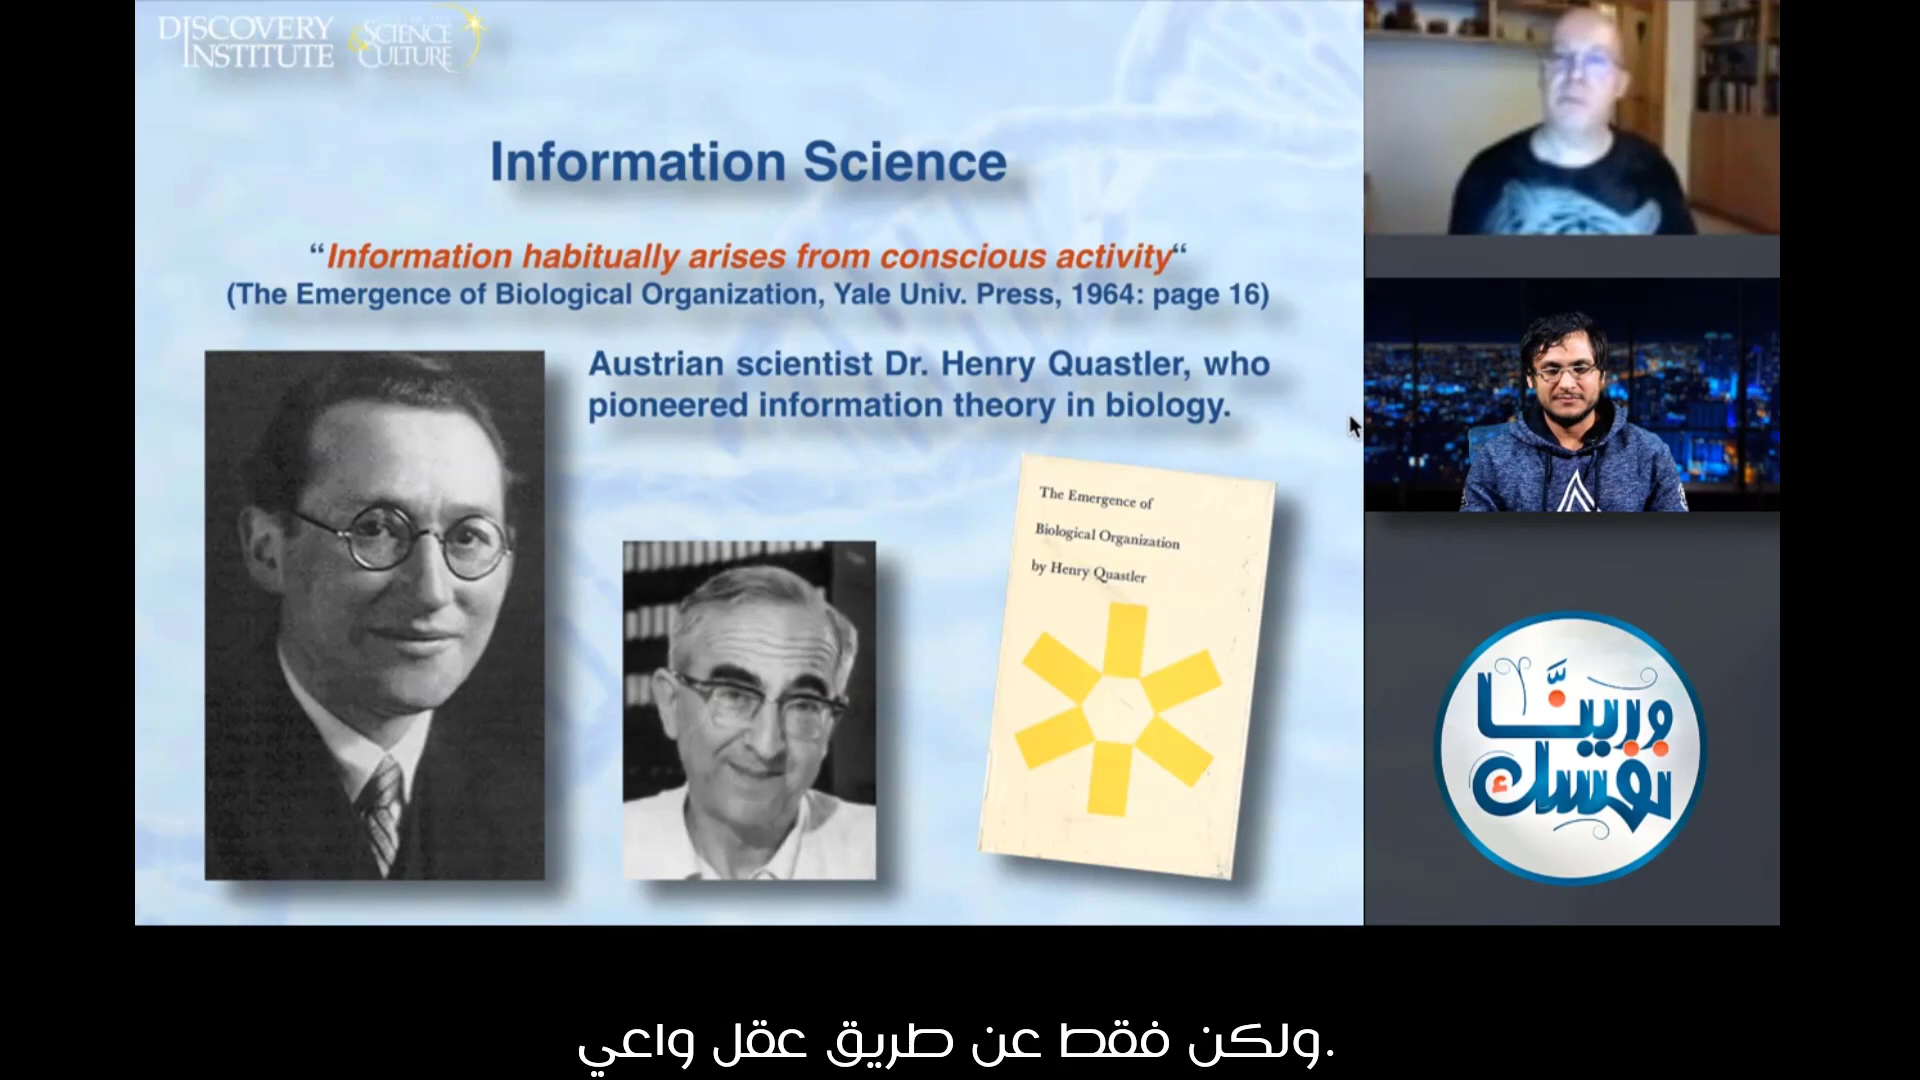 DISCOVERY
INSTITUTE
SCIENCE
& CULTURE
Information Science
“Information habitually arises from conscious activity“
(The Emergence of Biological Organization, Yale Univ. Press, 1964: page 16)
Austrian scientist Dr. Henry Quastler, who
pioneered information theory in biology.
The Emergence of
Biological Organization
by Henry Quastler
ورينا
نفسك
ولكن فقط عن طريق عقل واعي.